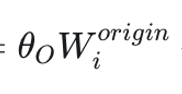 = θ_O W_i^{origin}